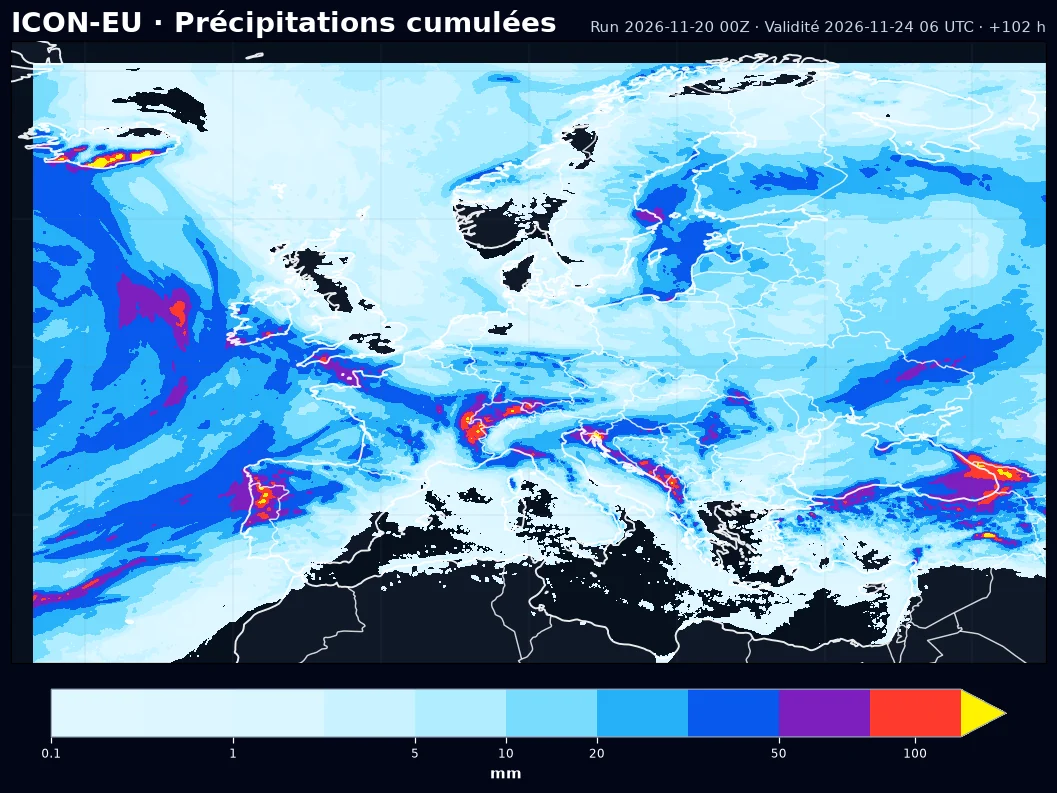 ICON-EU · Précipitations cumulées
Run 2026-11-20 00Z · Validité 2026-11-24 06 UTC · +102 h
0.1 1 5 10 20 50 100
mm